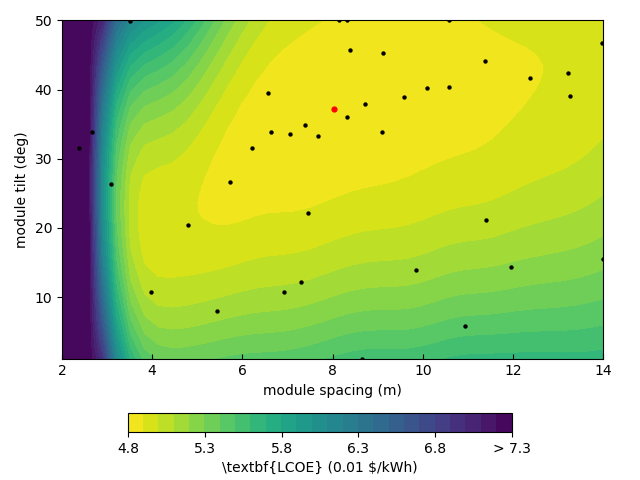 50
40
30
20
10
module tilt (deg)
2 4 6 8 10 12 14
module spacing (m)
4.8 5.3 5.8 6.3 6.8 > 7.3
\textbf{LCOE} (0.01 $/kWh)